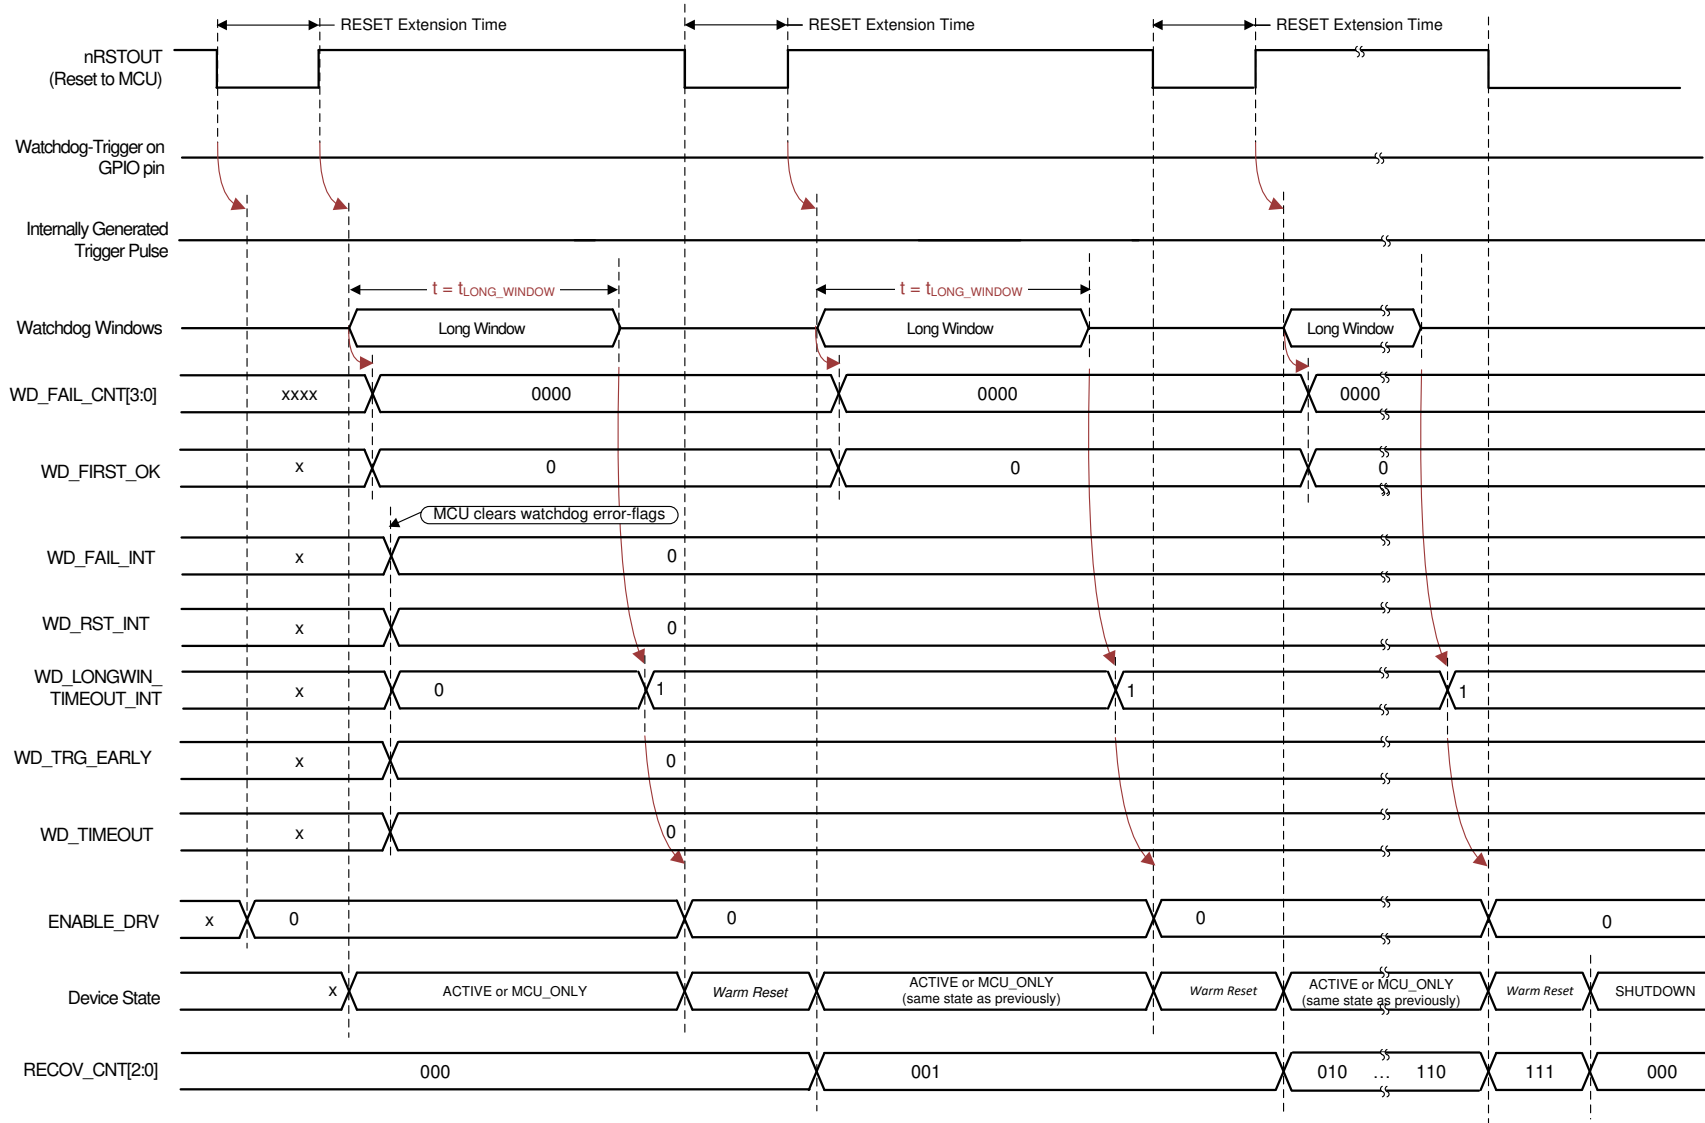 RESET Extension Time RESET Extension Time RESET Extension Time
nRSTOUT
(Reset to MCU)
Watchdog-Trigger on
GPIO pin
Internally Generated
Trigger Pulse
t = tLONG_WINDOW t = tLONG_WINDOW
Watchdog Windows Long Window Long Window Long Window
WD_FAIL_CNT[3:0] xxxx 0000 0000 0000
WD_FIRST_OK x 0 0 0
MCU clears watchdog error-flags
WD_FAIL_INT x 0
WD_RST_INT x 0
WD_LONGWIN_
TIMEOUT_INT x 0 1 1 1
WD_TRG_EARLY x 0
WD_TIMEOUT x 0
ENABLE_DRV x 0 0 0 0
Device State x ACTIVE or MCU_ONLY Warm Reset ACTIVE or MCU_ONLY Warm Reset ACTIVE or MCU_ONLY Warm Reset SHUTDOWN
(same state as previously) (same state as previously)
RECOV_CNT[2:0] 000 001 010 ... 110 111 000